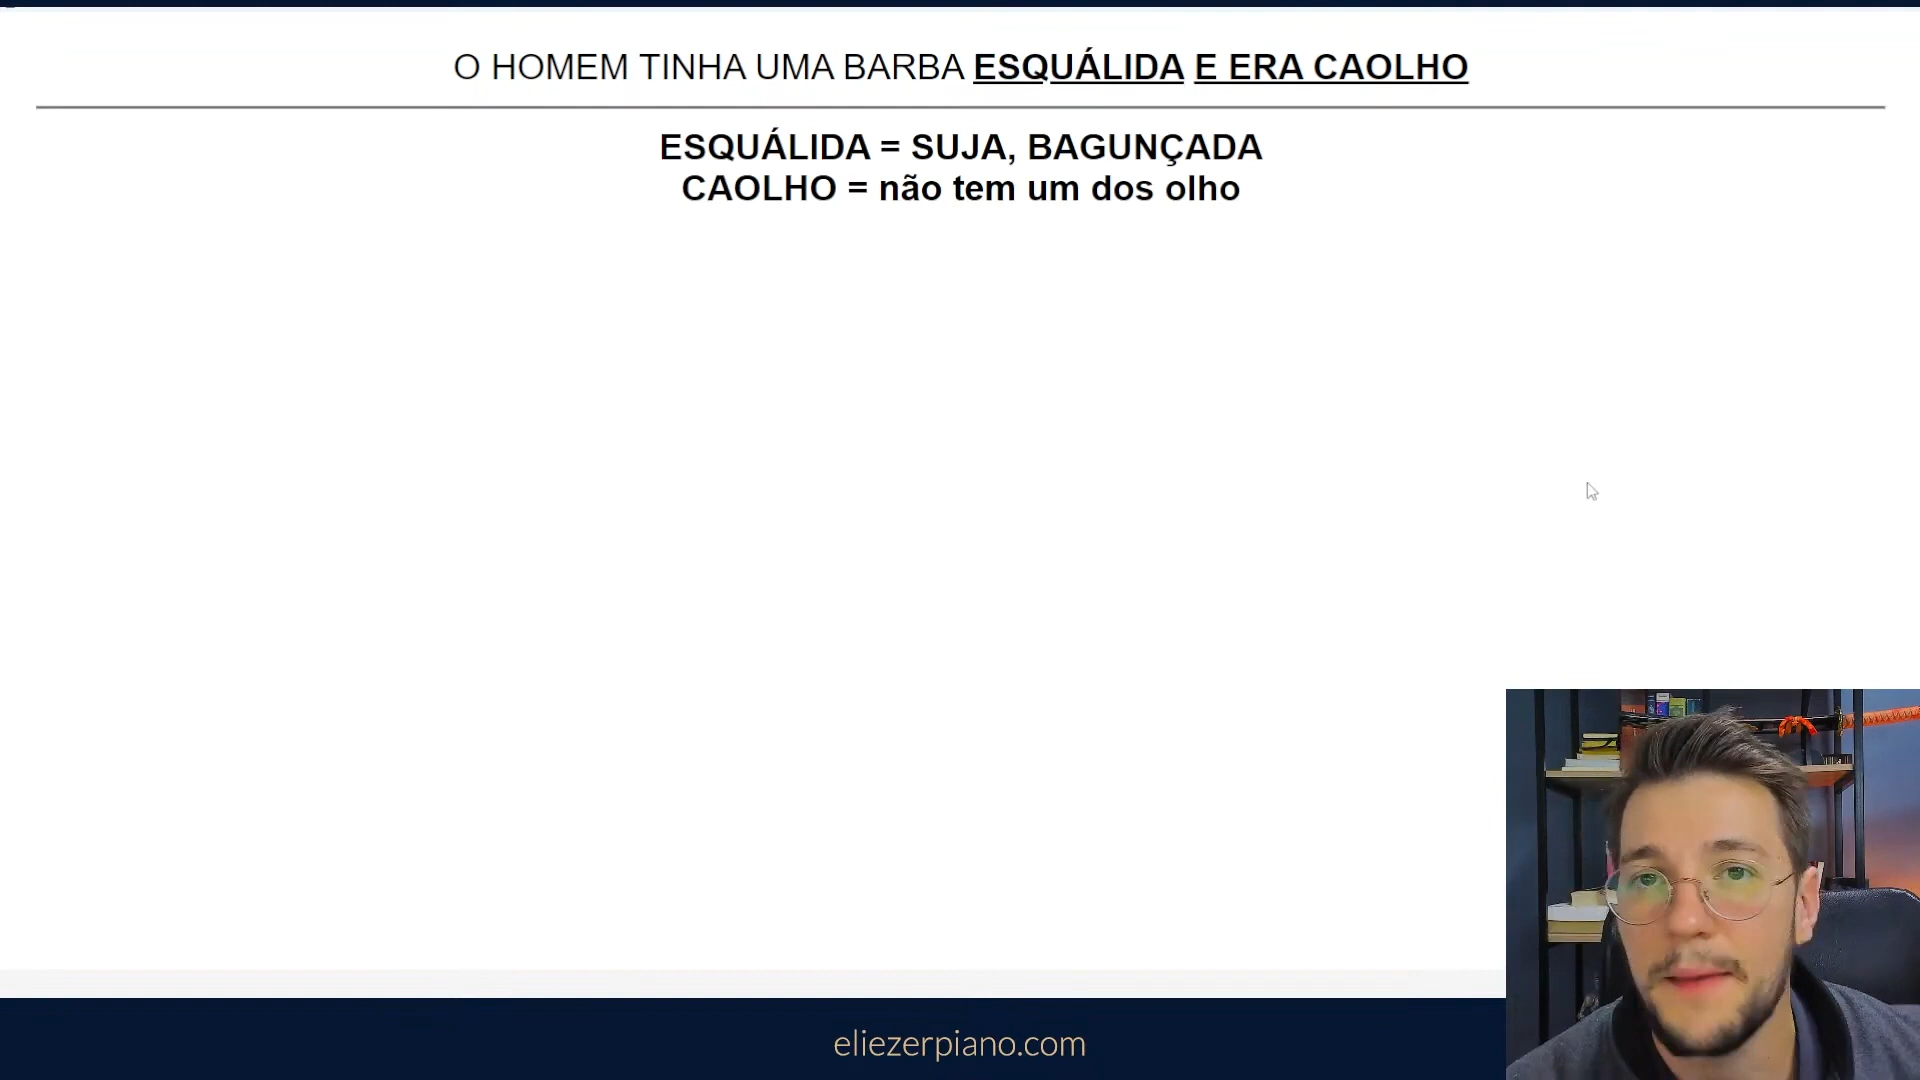 O HOMEM TINHA UMA BARBA ESQUÁLIDA E ERA CAOLHO
ESQUÁLIDA = SUJA, BAGUNÇADA
CAOLHO = não tem um dos olho
eliezerpiano.com